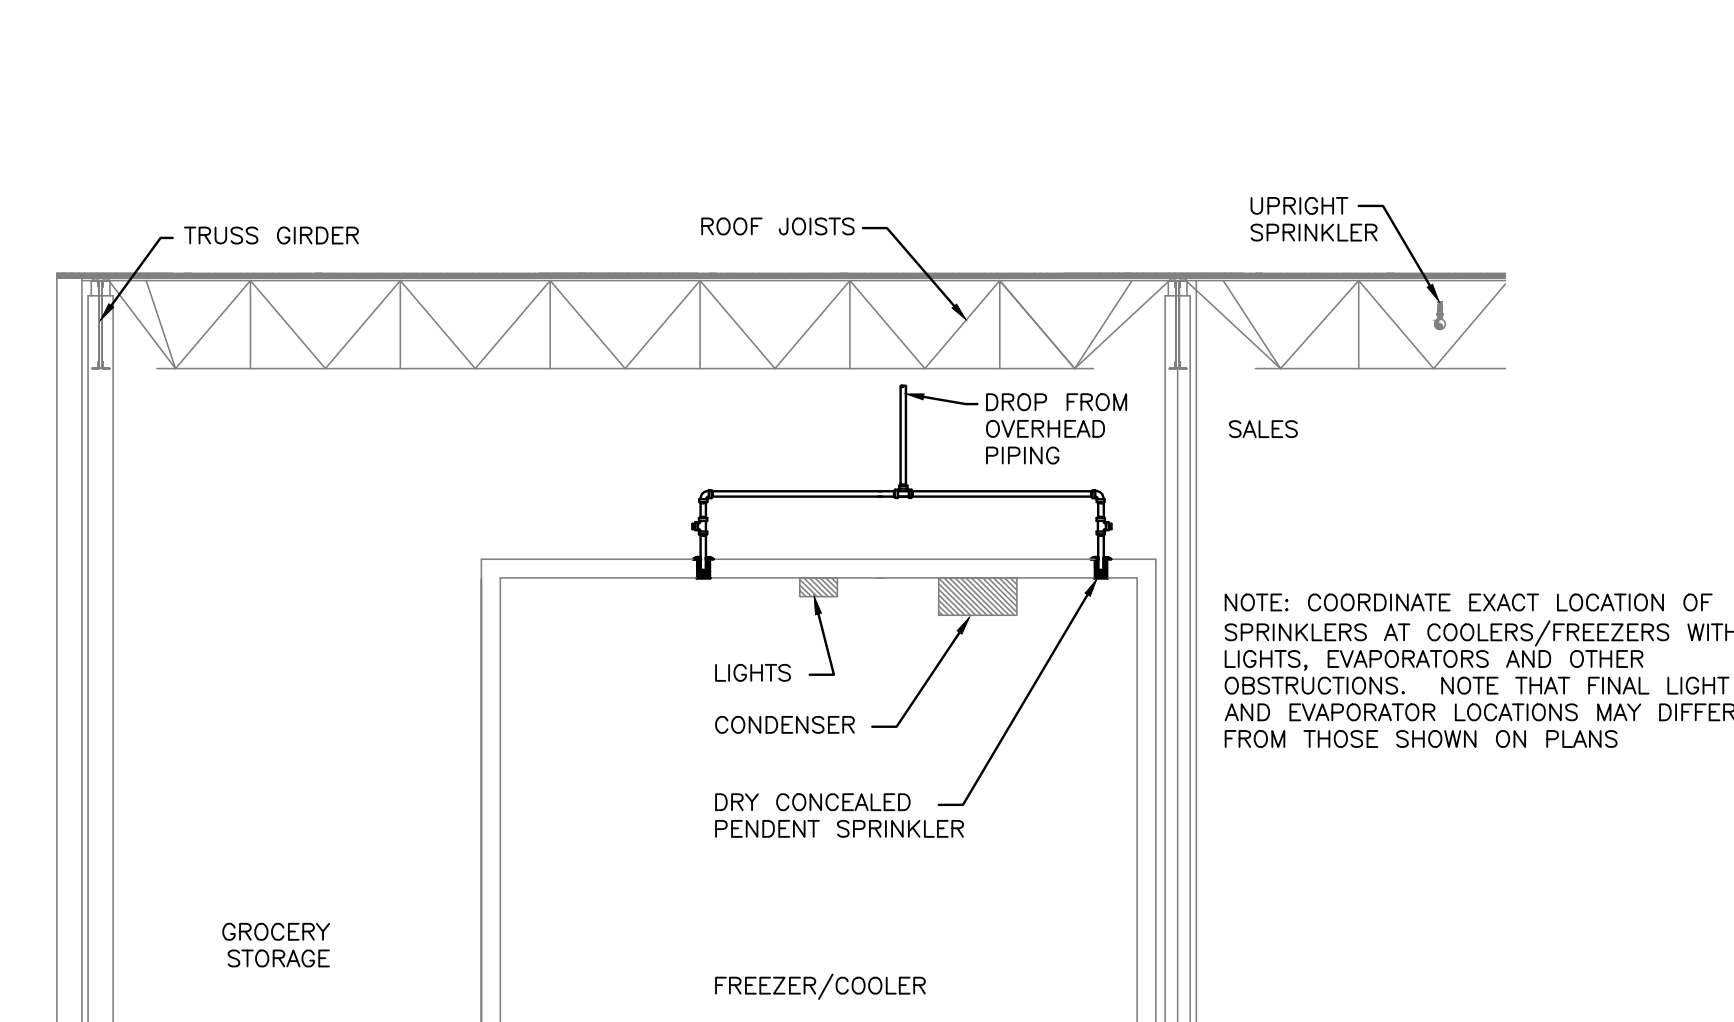 TRUSS GIRDER
ROOF JOISTS
UPRIGHT
SPRINKLER
DROP FROM
OVERHEAD
PIPING
SALES
NOTE: COORDINATE EXACT LOCATION OF
SPRINKLERS AT COOLERS/FREEZERS WITH
LIGHTS, EVAPORATORS AND OTHER
OBSTRUCTIONS. NOTE THAT FINAL LIGHT
AND EVAPORATOR LOCATIONS MAY DIFFER
FROM THOSE SHOWN ON PLANS
LIGHTS
CONDENSER
DRY CONCEALED
PENDENT SPRINKLER
GROCERY
STORAGE
FREEZER/COOLER